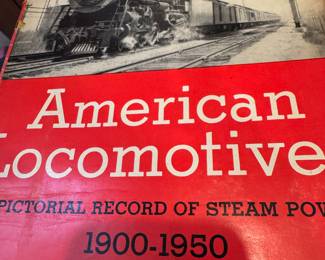 American
Locomotive
PICTORIAL RECORD OF STEAM POW
1900-1950